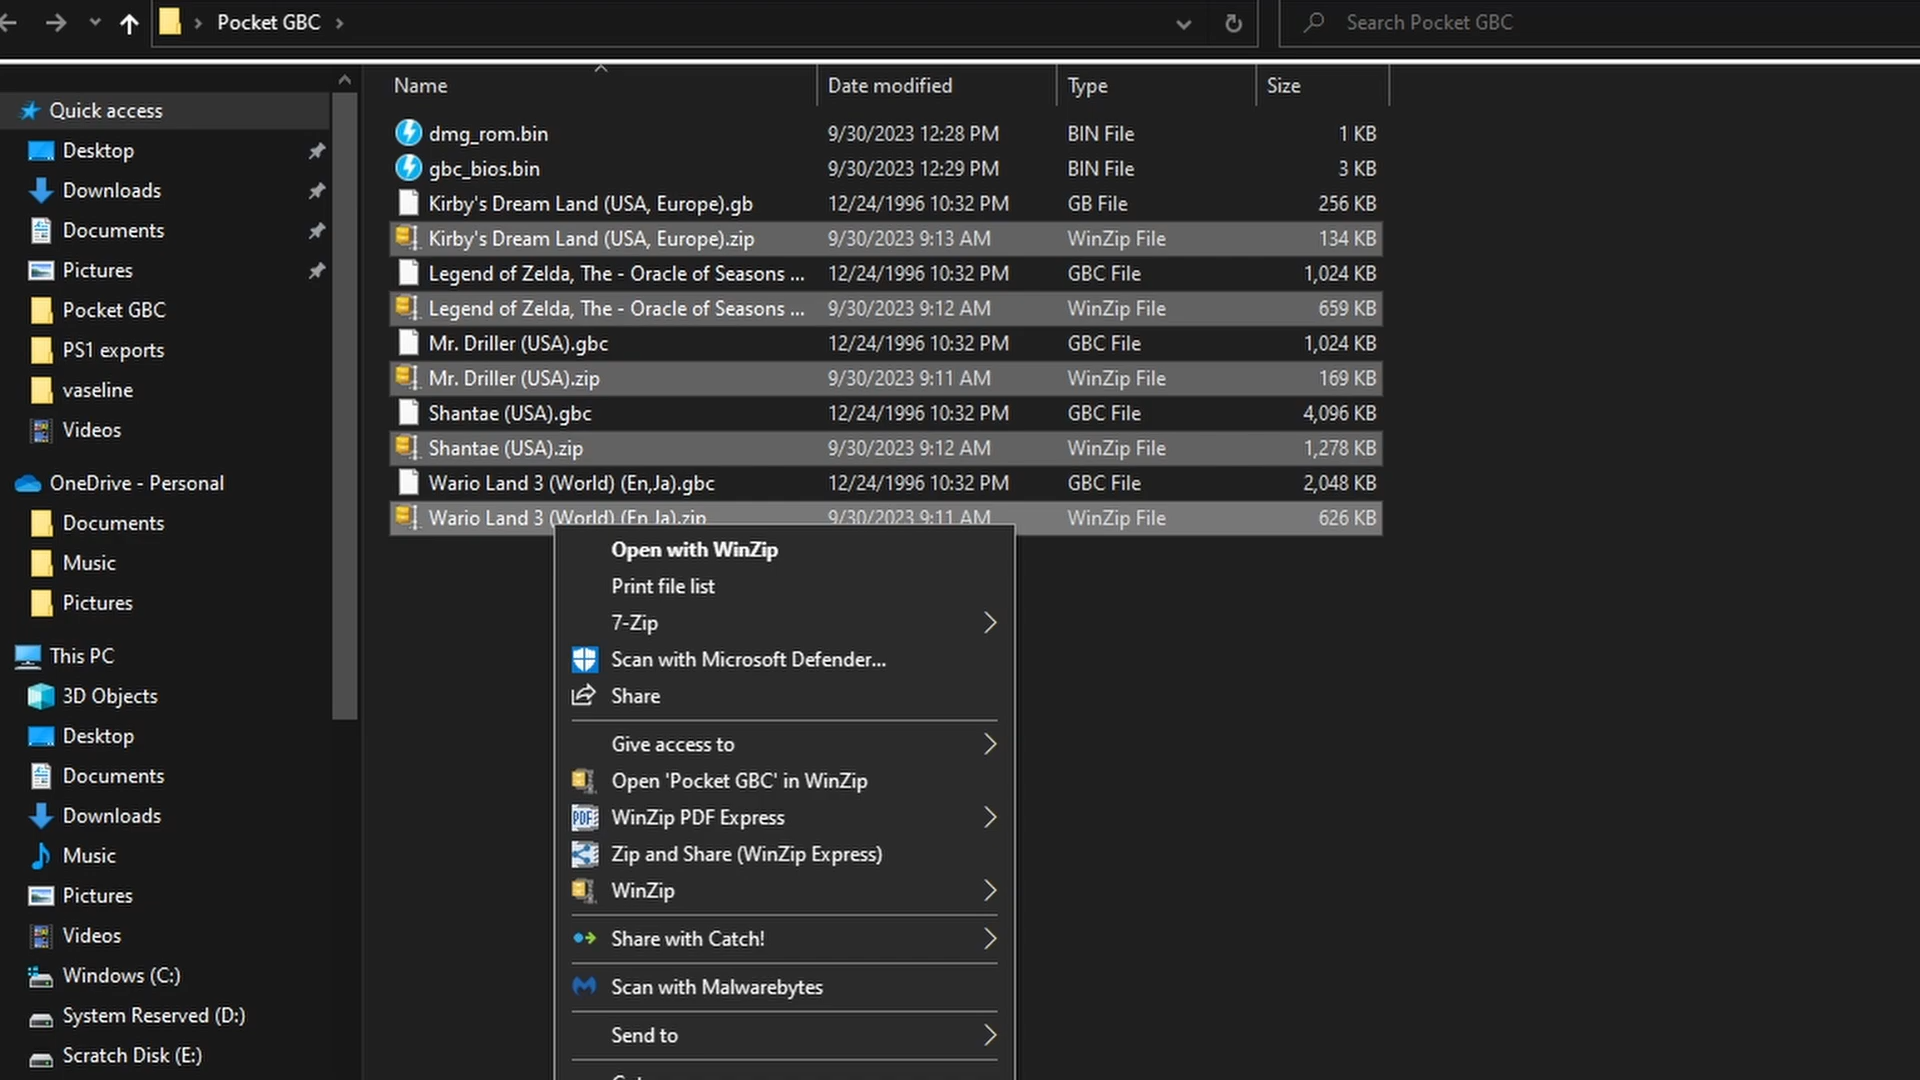 Pocket GBC
Search Pocket GBC
Name Date modified Type Size
Quick access
Desktop
Downloads
Documents
Pictures
Pocket GBC
PS1 exports
vaseline
Videos
OneDrive - Personal
Documents
Music
Pictures
This PC
3D Objects
Desktop
Documents
Downloads
Music
Pictures
Videos
Windows (C:)
System Reserved (D:)
Scratch Disk (E:)
dmg_rom.bin 9/30/2023 12:28 PM BIN File 1 KB
gbc_bios.bin 9/30/2023 12:29 PM BIN File 3 KB
Kirby's Dream Land (USA, Europe).gb 12/24/1996 10:32 PM GB File 256 KB
Kirby's Dream Land (USA, Europe).zip 9/30/2023 9:13 AM WinZip File 134 KB
Legend of Zelda, The - Oracle of Seasons ... 12/24/1996 10:32 PM GBC File 1,024 KB
Legend of Zelda, The - Oracle of Seasons ... 9/30/2023 9:12 AM WinZip File 659 KB
Mr. Driller (USA).gbc 12/24/1996 10:32 PM GBC File 1,024 KB
Mr. Driller (USA).zip 9/30/2023 9:11 AM WinZip File 169 KB
Shantae (USA).gbc 12/24/1996 10:32 PM GBC File 4,096 KB
Shantae (USA).zip 9/30/2023 9:12 AM WinZip File 1,278 KB
Wario Land 3 (World) (En,Ja).gbc 12/24/1996 10:32 PM GBC File 2,048 KB
Wario Land 3 (World) (En,Ja).zip 9/30/2023 9:11 AM WinZip File 626 KB
Open with WinZip
Print file list
7-Zip
Scan with Microsoft Defender...
Share
Give access to
Open 'Pocket GBC' in WinZip
PDF WinZip PDF Express
Zip and Share (WinZip Express)
WinZip
Share with Catch!
Scan with Malwarebytes
Send to